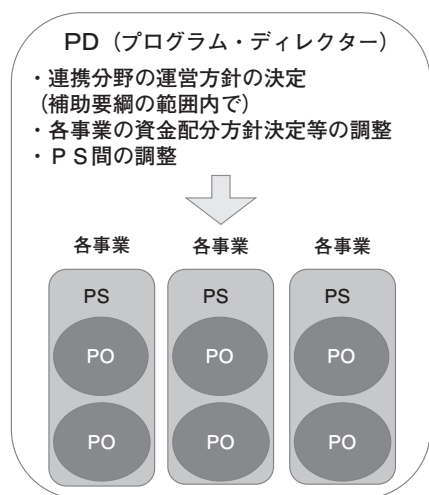 PD（プログラム・ディレクター）
・連携分野の運営方針の決定
（補助要綱の範囲内で）
・各事業の資金配分方針決定等の調整
・ＰＳ間の調整
各事業 各事業 各事業
PS PS PS
PO PO PO
PO PO PO